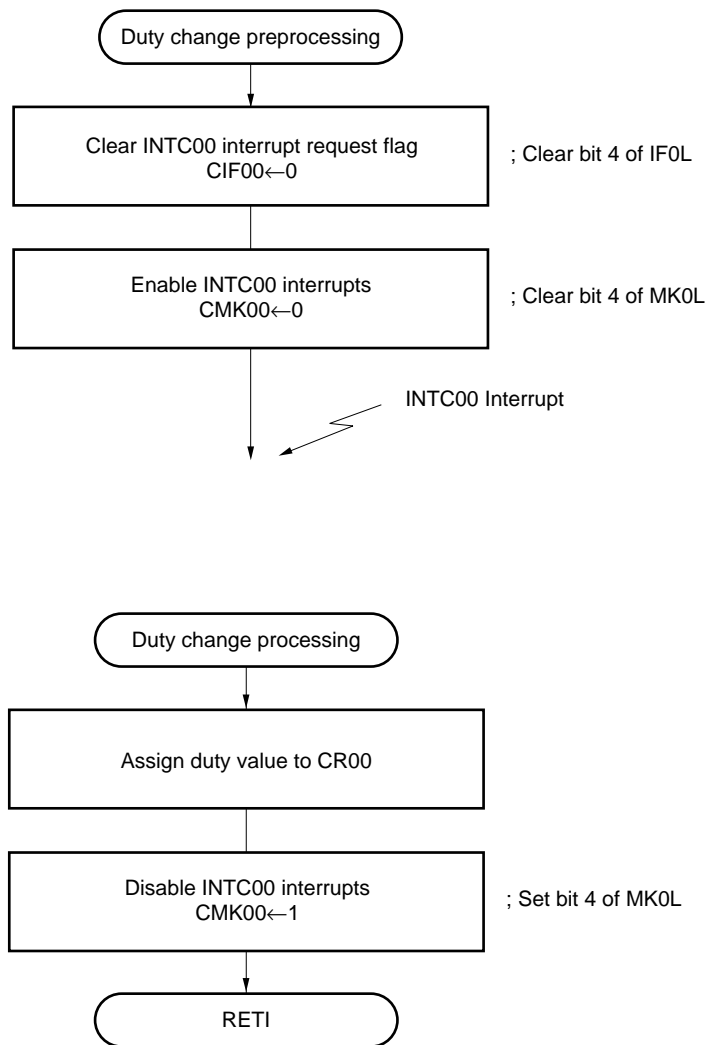 Duty change preprocessing
Clear INTC00 interrupt request flag
CIF00←0
; Clear bit 4 of IF0L
Enable INTC00 interrupts
CMK00←0
; Clear bit 4 of MK0L
INTC00 Interrupt
Duty change processing
Assign duty value to CR00
Disable INTC00 interrupts
CMK00←1
; Set bit 4 of MK0L
RETI